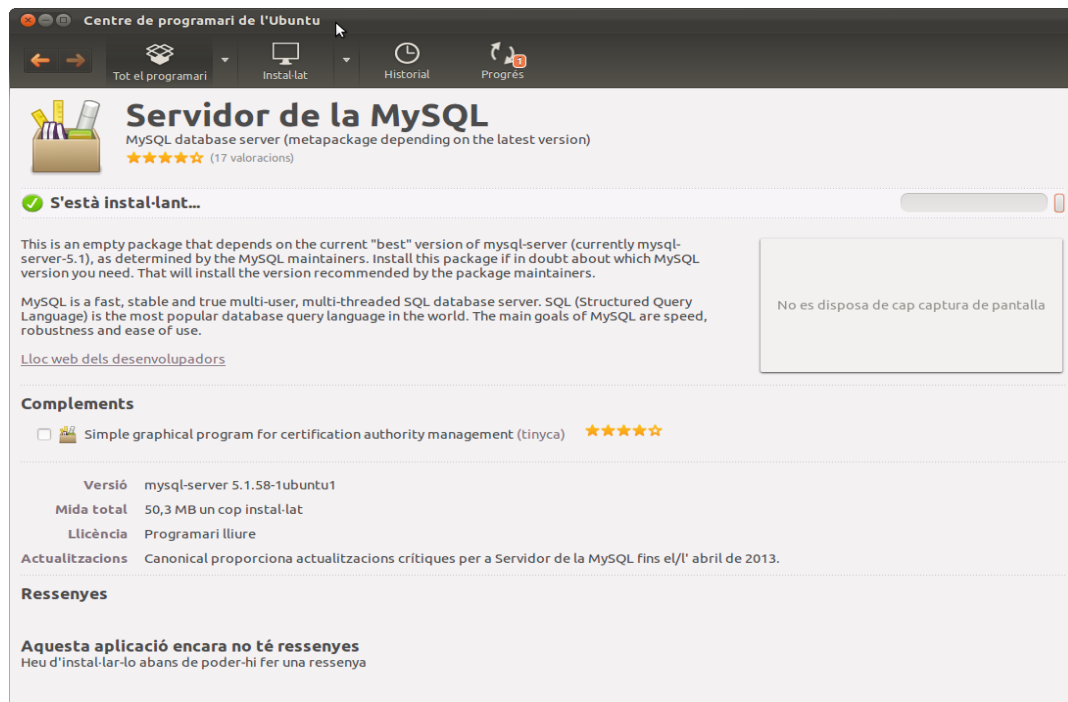 Centre de programari de l'Ubuntu
Tot el programari
Instal·lat
Historial
Progrés
1
Servidor de la MySQL
MySQL database server (metapackage depending on the latest version)
(17 valoracions)
S'està instal·lant...
This is an empty package that depends on the current "best" version of mysql-server (currently mysql-
server-5.1), as determined by the MySQL maintainers. Install this package if in doubt about which MySQL
version you need. That will install the version recommended by the package maintainers.
MySQL is a fast, stable and true multi-user, multi-threaded SQL database server. SQL (Structured Query
Language) is the most popular database query language in the world. The main goals of MySQL are speed,
robustness and ease of use.
No es disposa de cap captura de pantalla
Lloc web dels desenvolupadors
Complements
Simple graphical program for certification authority management (tinyca)
Versió mysql-server 5.1.58-1ubuntu1
Mida total 50,3 MB un cop instal·lat
Llicència Programari lliure
Actualitzacions Canonical proporciona actualitzacions crítiques per a Servidor de la MySQL fins el/l' abril de 2013.
Ressenyes
Aquesta aplicació encara no té ressenyes
Heu d'instal·lar-lo abans de poder-hi fer una ressenya